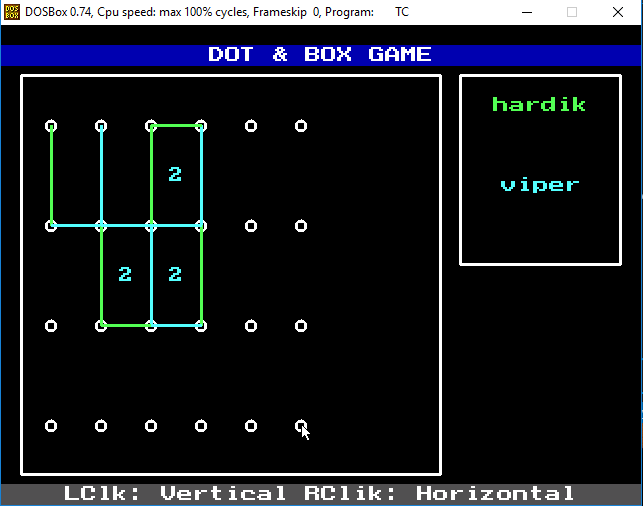 DOSBox 0.74, Cpu speed: max 100% cycles, Frameskip 0, Program: TC
DOT & BOX GAME
hardik
2
viper
2 2
LClk: Vertical RClik: Horizontal